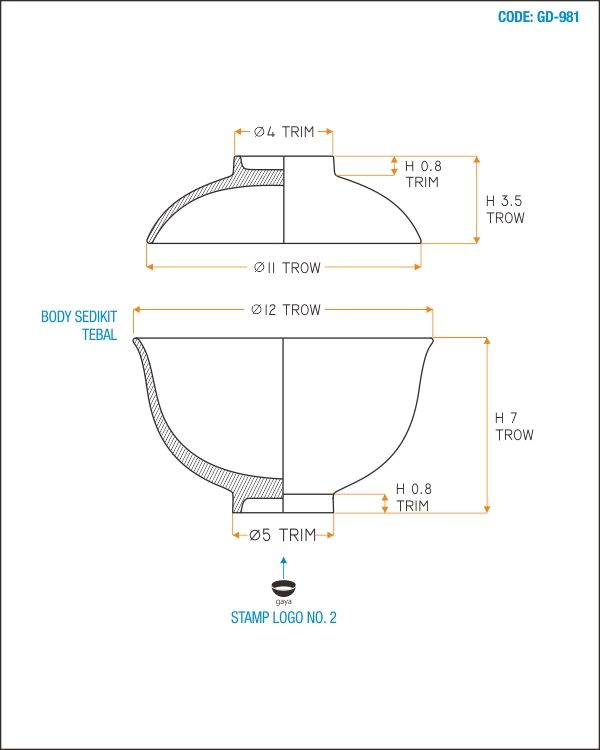 CODE: GD-981
Ø4 TRIM
H 0.8
TRIM
H 3.5
TROW
Ø11 TROW
Ø12 TROW
BODY SEDIKIT
TEBAL
H 7
TROW
H 0.8
TRIM
Ø5 TRIM
gaya
STAMP LOGO NO. 2